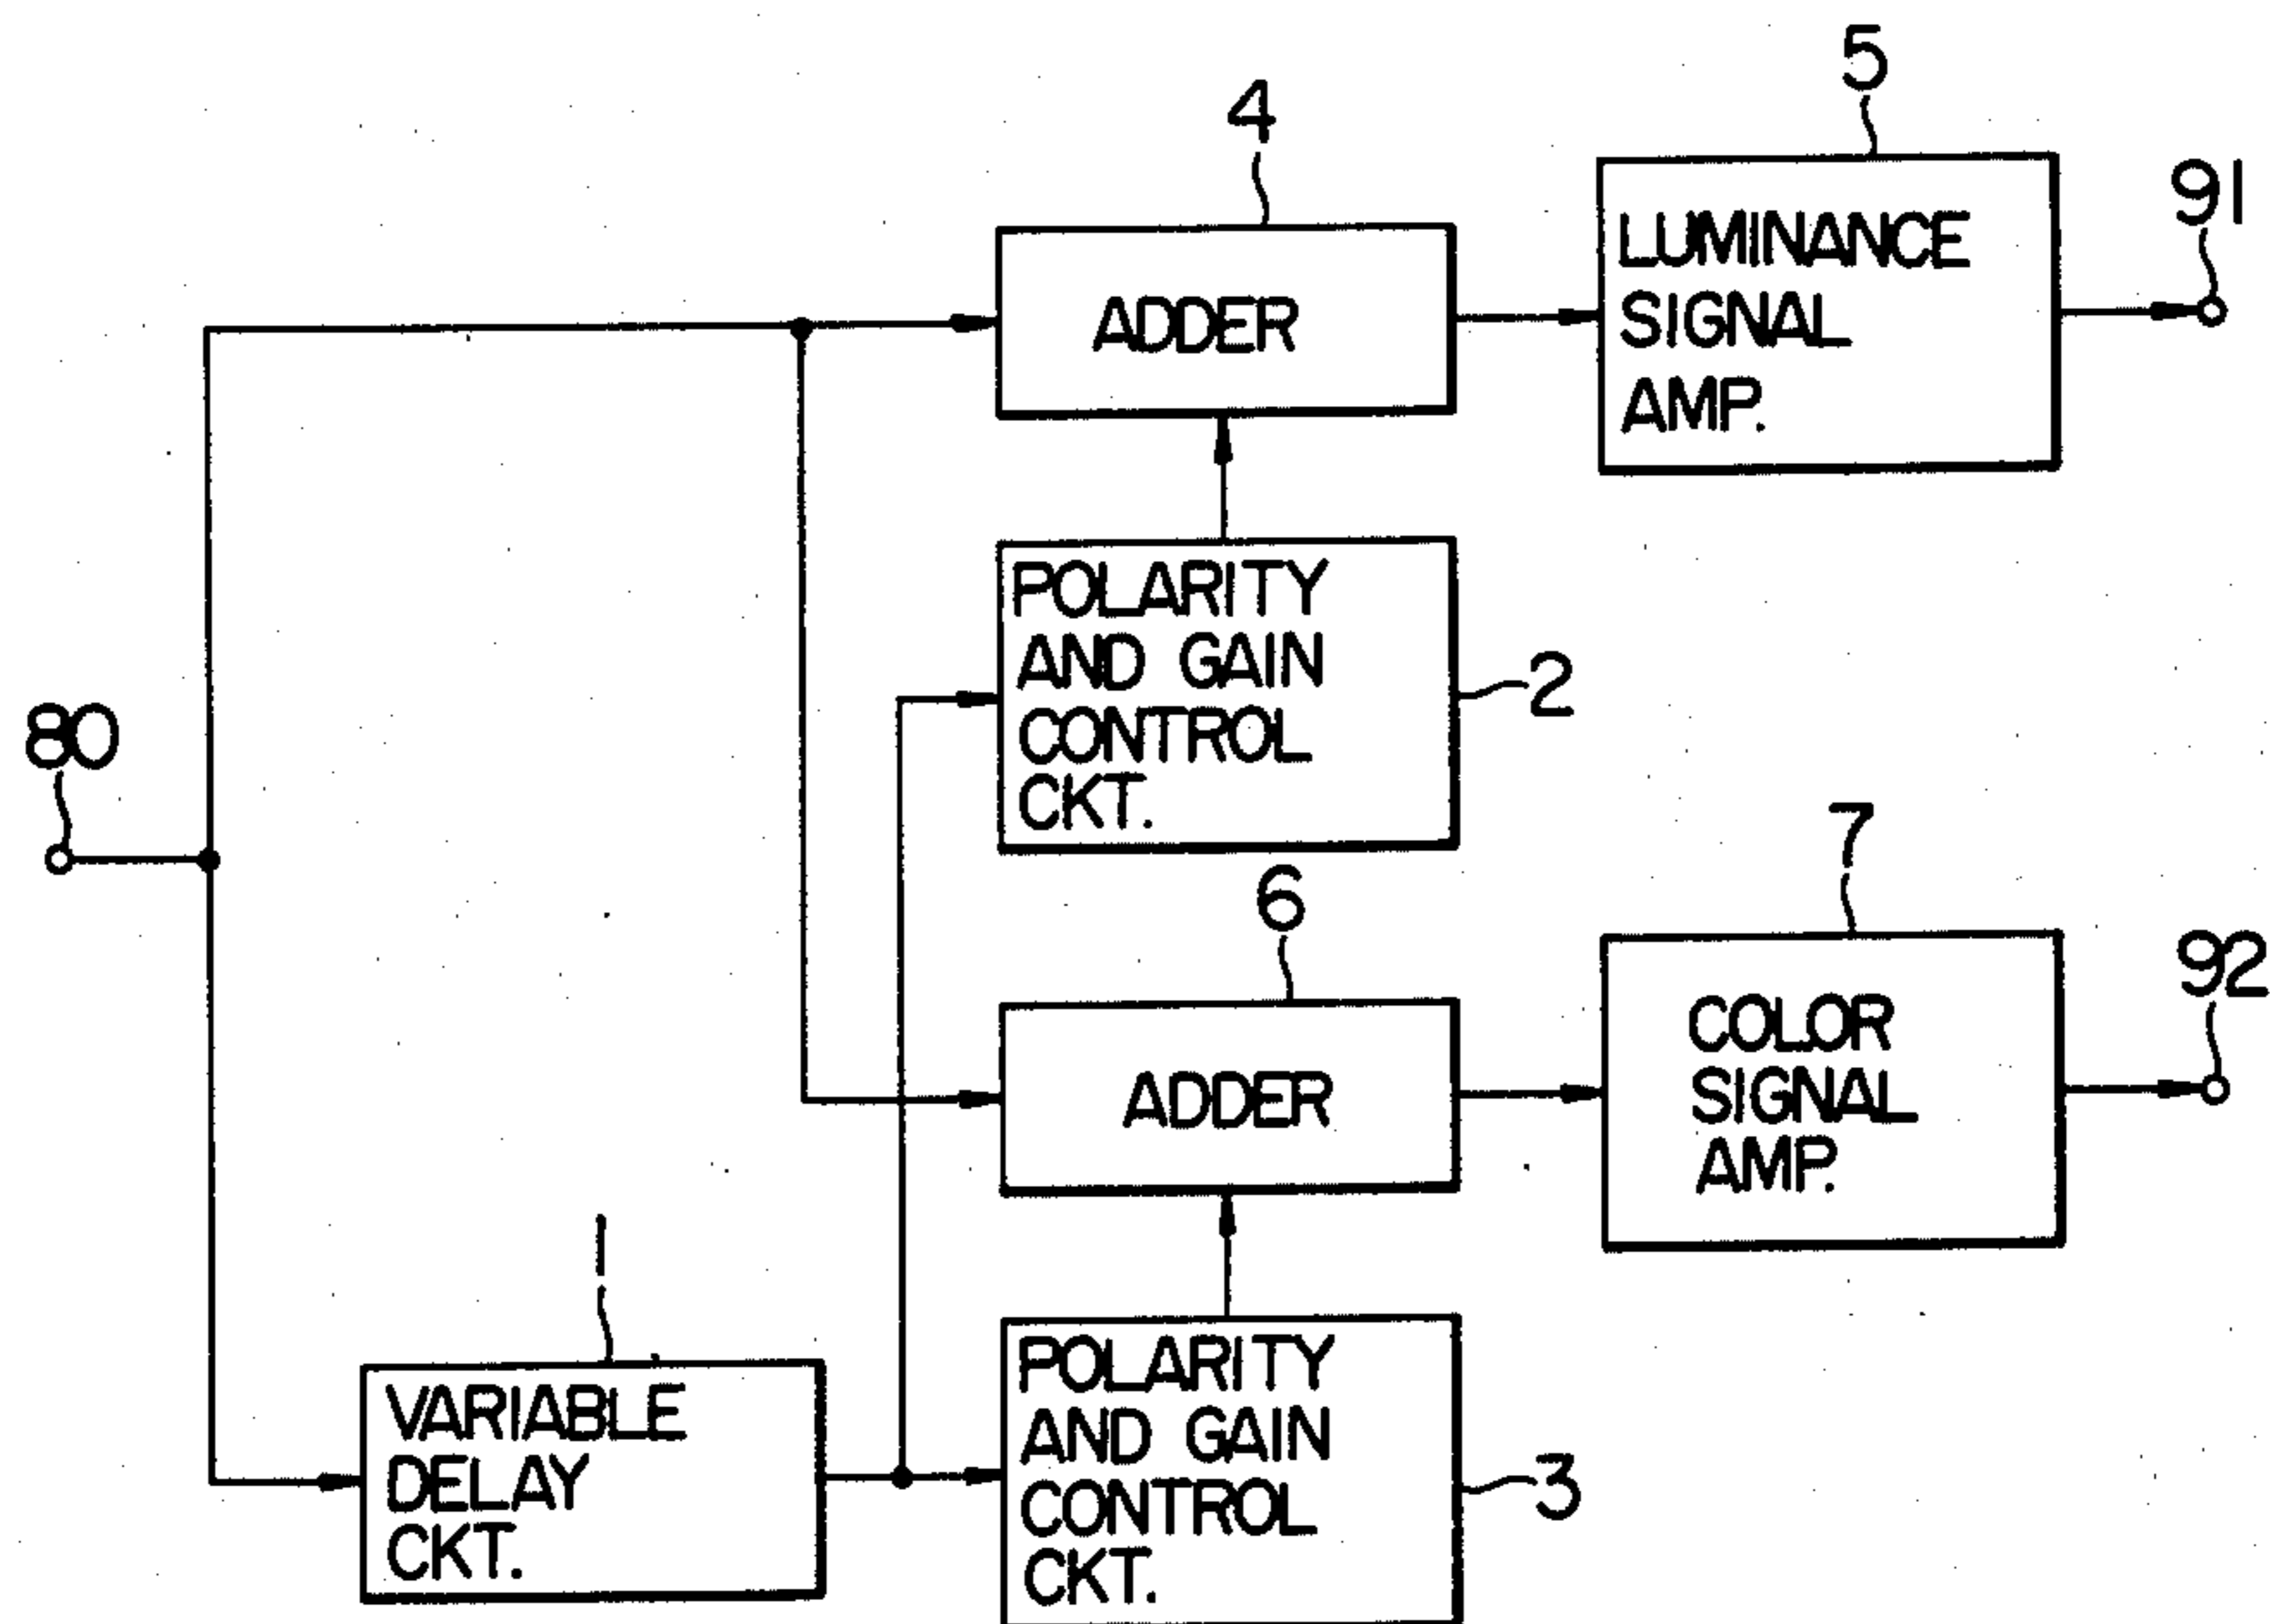 5
4
91
LUMINANCE
SIGNAL
AMP.
ADDER
POLARITY
AND GAIN
CONTROL
CKT.
2
80
7
6
92
COLOR
SIGNAL
AMP.
ADDER
1
POLARITY
AND GAIN
CONTROL
CKT.
3
VARIABLE
DELAY
CKT.